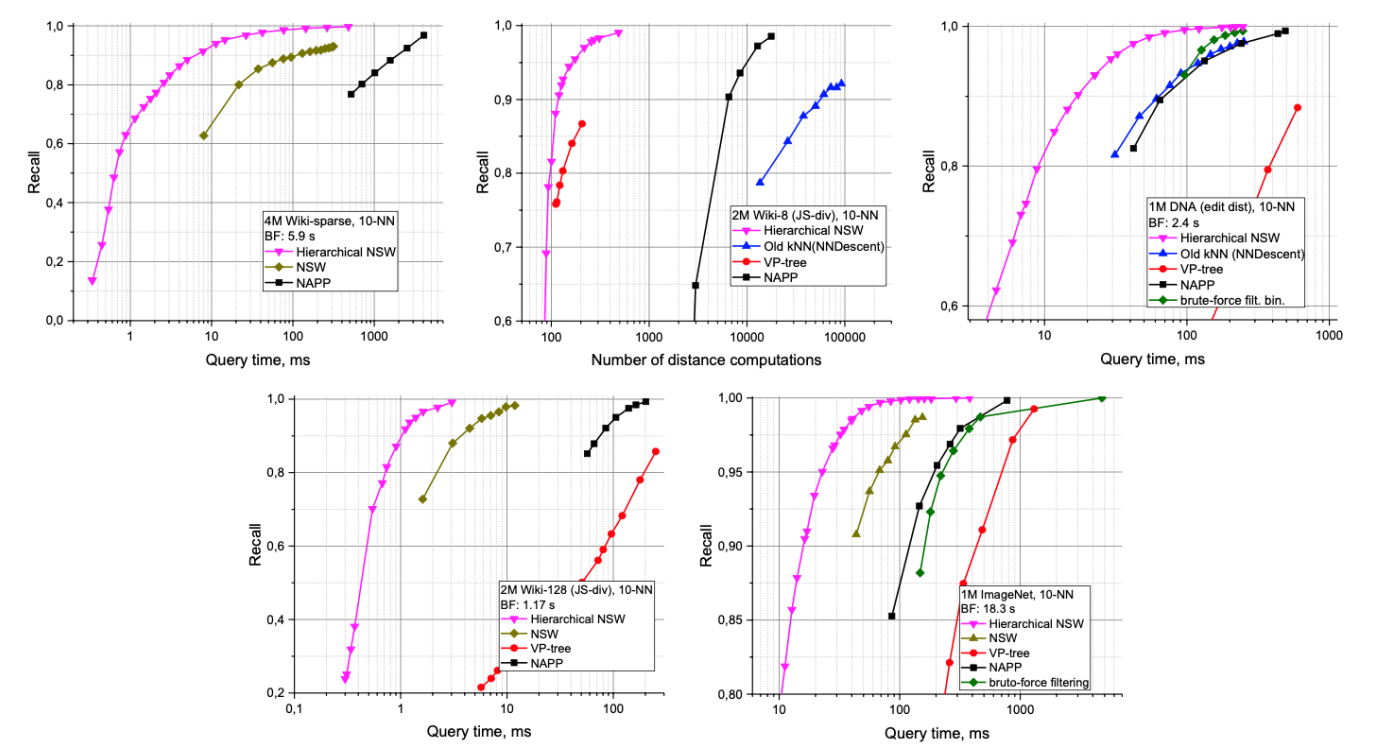 1,0
0,8
0,6
0,4
0,2
0,0
Recall
1
10
100
1000
Query time, ms
4M Wiki-sparse, 10-NN
BF: 5.9 s
Hierarchical NSW
NSW
NAPP
1,0
0,9
0,8
0,7
0,6
Recall
100
1000
10000
100000
Number of distance computations
2M Wiki-8 (JS-div), 10-NN
Hierarchical NSW
Old kNN(NNDescent)
VP-tree
NAPP
1,0
0,8
0,6
Recall
10
100
1000
Query time, ms
1M DNA (edit dist), 10-NN
BF: 2.4 s
Hierarchical NSW
Old kNN (NNDescent)
VP-tree
NAPP
brute-force filt. bin.
1,0
0,8
0,6
0,4
0,2
Recall
0,1
1
10
100
Query time, ms
2M Wiki-128 (JS-div), 10-NN
BF: 1.17 s
Hierarchical NSW
NSW
VP-tree
NAPP
1,00
0,95
0,90
0,85
0,80
Recall
10
100
1000
Query time, ms
1M ImageNet, 10-NN
BF: 18.3 s
Hierarchical NSW
NSW
VP-tree
NAPP
bruto-force filtering